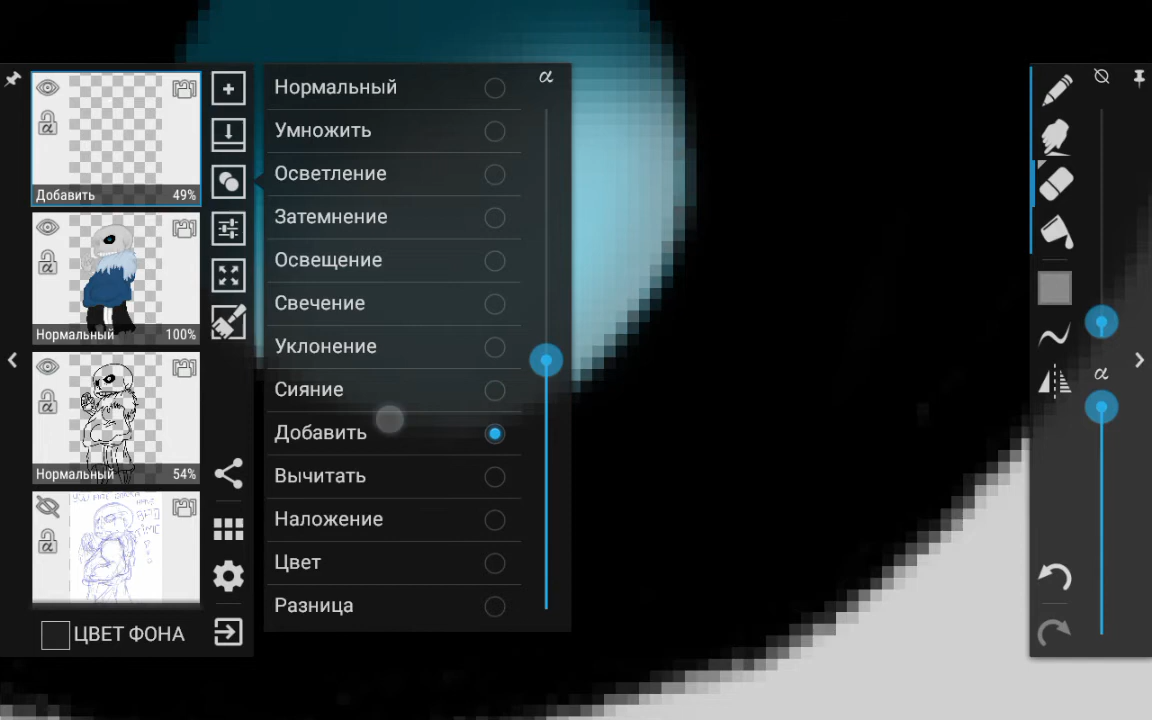 Добавить 49%
Нормальный 100%
Нормальный 54%
ЦВЕТ ФОНА
Нормальный
Умножить
Осветление
Затемнение
Освещение
Свечение
Уклонение
Сияние
Добавить
Вычитать
Наложение
Цвет
Разница
α
α